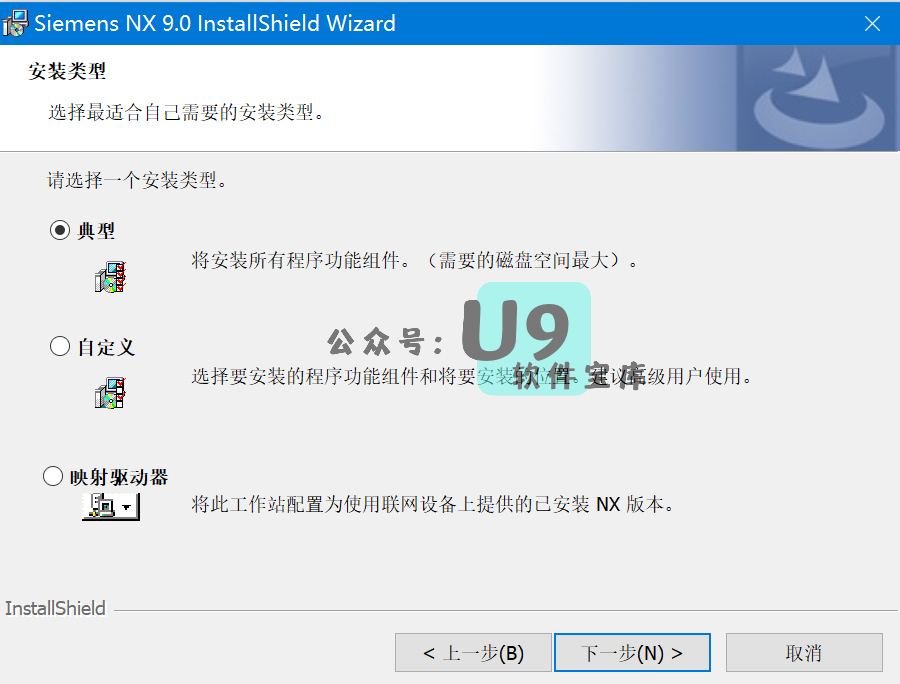 Siemens NX 9.0 InstallShield Wizard
安装类型
选择最适合自己需要的安装类型。
请选择一个安装类型。
典型
将安装所有程序功能组件。（需要的磁盘空间最大）。
公众号：U9
软件宝库
自定义
选择要安装的程序功能组件和将要安装的位置。建议高级用户使用。
映射驱动器
将此工作站配置为使用联网设备上提供的已安装 NX 版本。
InstallShield
< 上一步(B)
下一步(N) >
取消